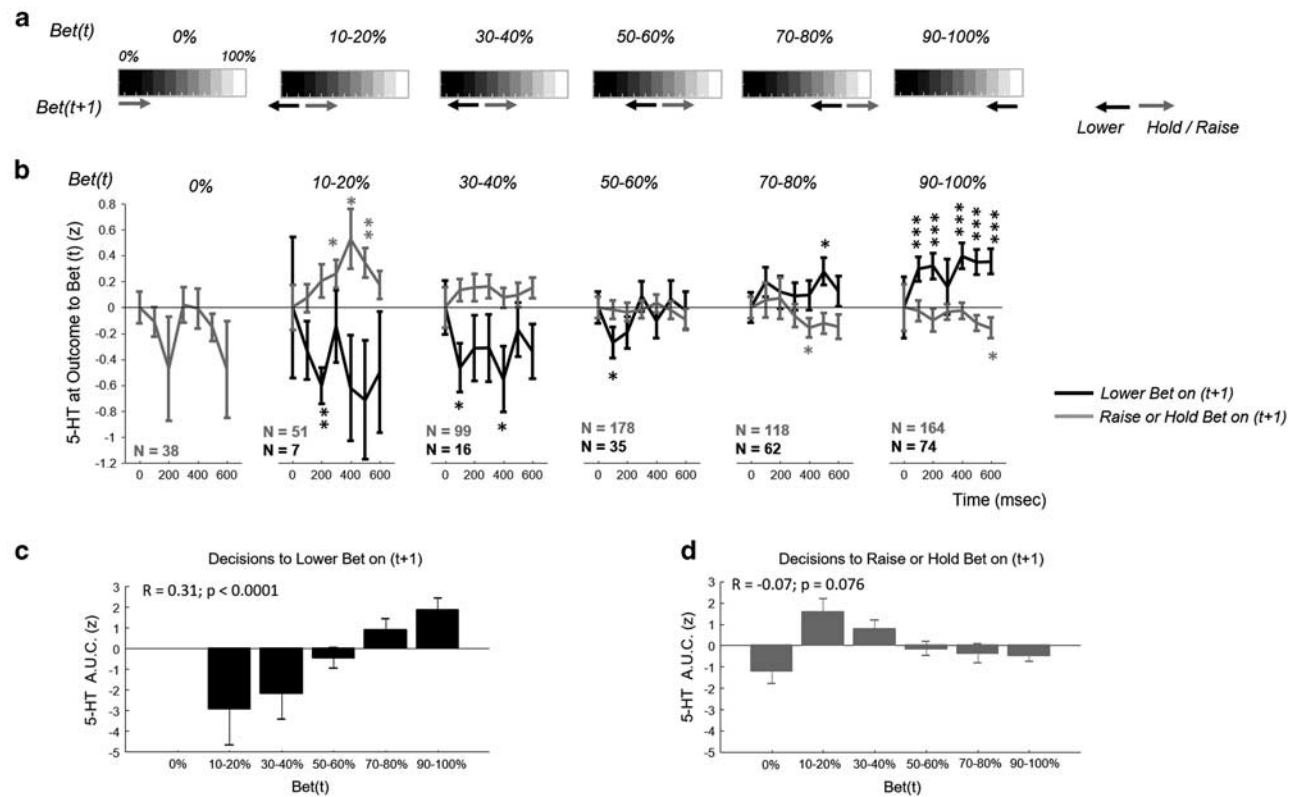 a
Bet(t) 0% 10-20% 30-40% 50-60% 70-80% 90-100%
0% 100%
Bet(t+1)
Lower Hold / Raise
b
Bet(t) 0% 10-20% 30-40% 50-60% 70-80% 90-100%
5-HT at Outcome to Bet (t) (z)
0.8
0.6
0.4
0.2
0
-0.2
-0.4
-0.6
-0.8
-1
-1.2
* * ** ** * * * * * *** *** *** *** *** *
Lower Bet on (t+1)
Raise or Hold Bet on (t+1)
N = 38
N = 51
N = 7
N = 99
N = 16
N = 178
N = 35
N = 118
N = 62
N = 164
N = 74
0 200 400 600 0 200 400 600 0 200 400 600 0 200 400 600 0 200 400 600 0 200 400 600
Time (msec)
c
Decisions to Lower Bet on (t+1)
R = 0.31; p < 0.0001
5-HT A.U.C. (z)
3
2
1
0
-1
-2
-3
-4
-5
0% 10-20% 30-40% 50-60% 70-80% 90-100%
Bet(t)
d
Decisions to Raise or Hold Bet on (t+1)
R = -0.07; p = 0.076
5-HT A.U.C. (z)
3
2
1
0
-1
-2
-3
-4
-5
0% 10-20% 30-40% 50-60% 70-80% 90-100%
Bet(t)